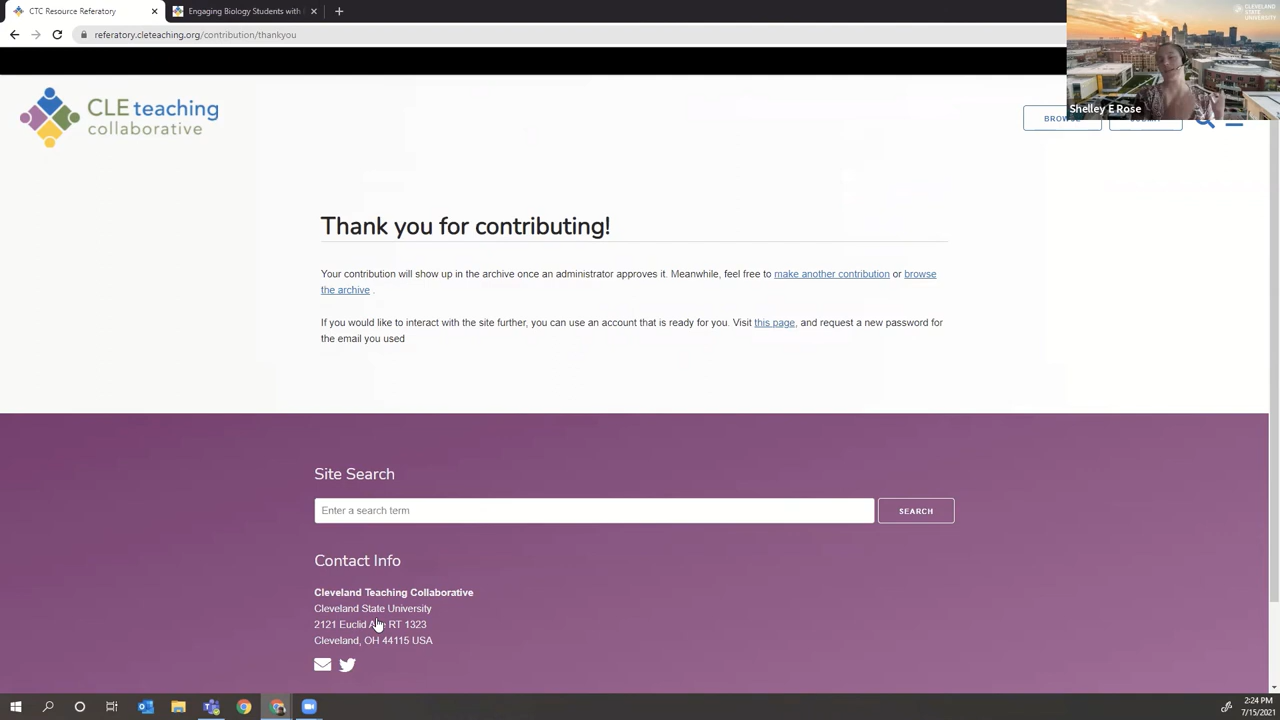 CTC Resource Referatory
Engaging Biology Students with
referatory.cleteaching.org/contribution/thankyou
CLEVELAND
STATE
UNIVERSITY
Shelley E Rose
CLE teaching
collaborative
BROWSE
Thank you for contributing!
Your contribution will show up in the archive once an administrator approves it. Meanwhile, feel free to make another contribution or browse
the archive .
If you would like to interact with the site further, you can use an account that is ready for you. Visit this page, and request a new password for
the email you used
Site Search
Enter a search term
SEARCH
Contact Info
Cleveland Teaching Collaborative
Cleveland State University
2121 Euclid RT 1323
Cleveland, OH 44115 USA
2:24 PM
7/15/2021